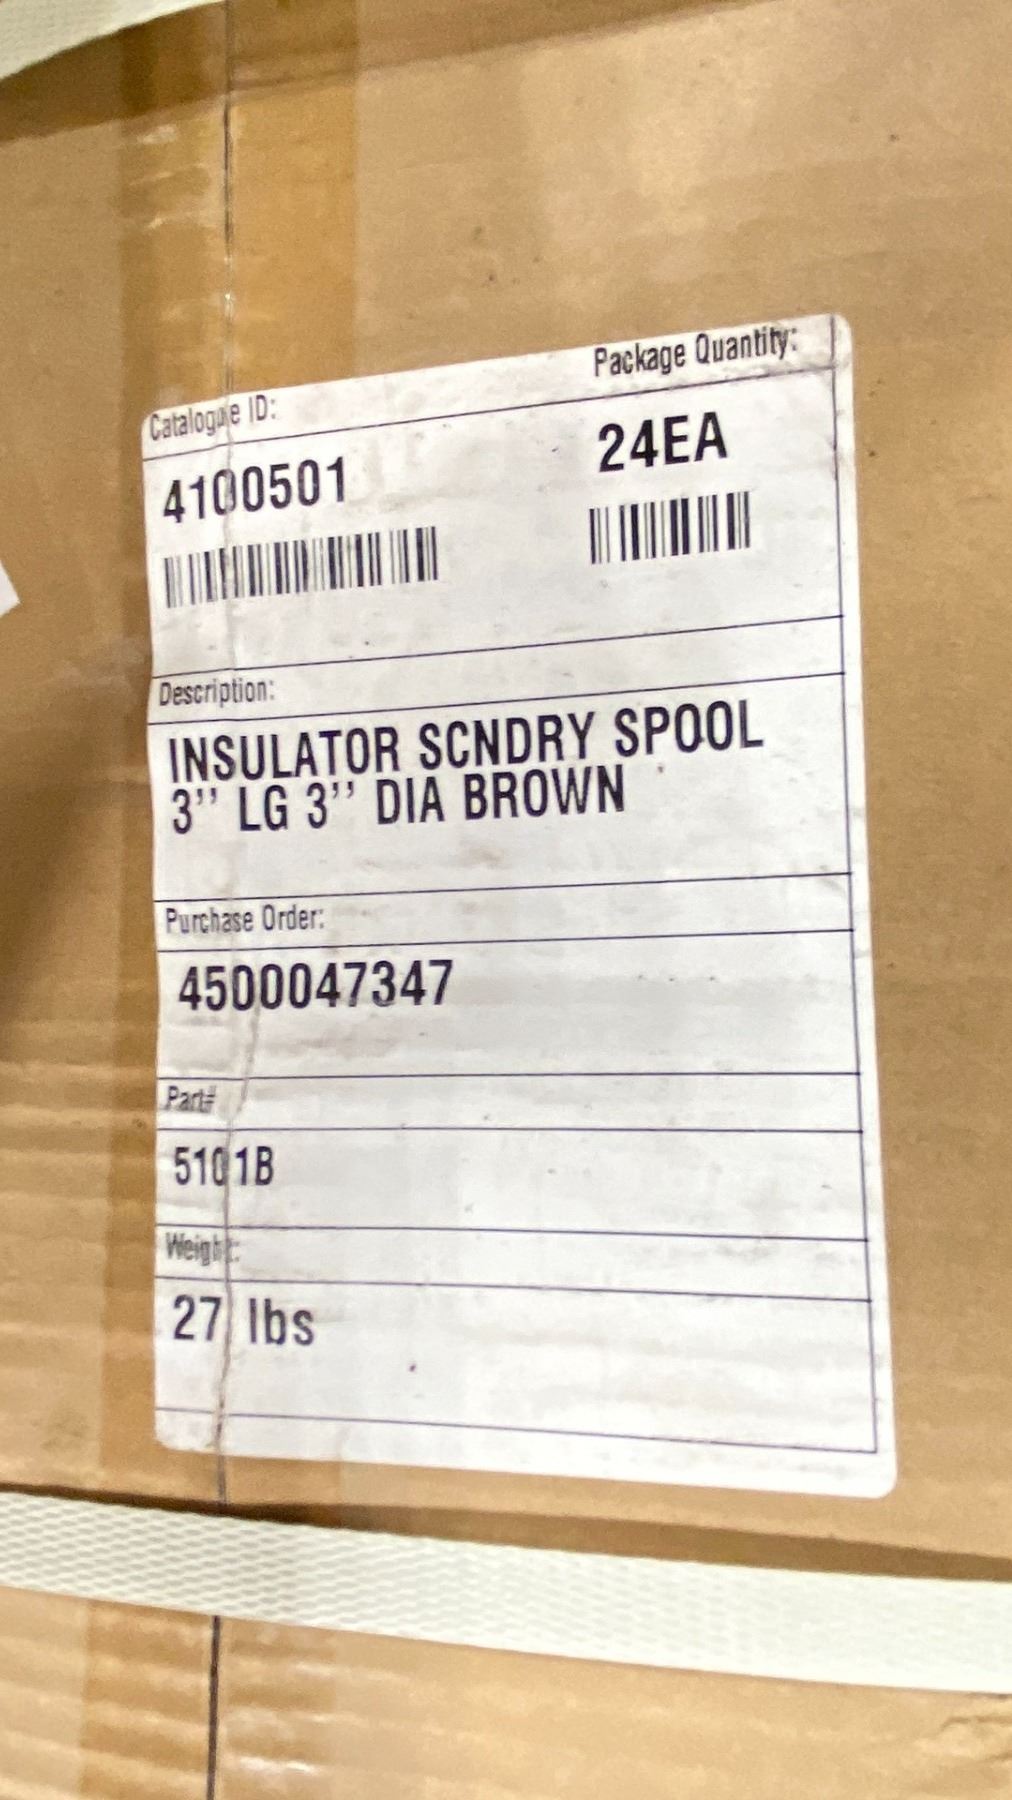 Catalogue ID: Package Quantity:
4100501 24EA
Description:
INSULATOR SCNDRY SPOOL
3'' LG 3'' DIA BROWN
Purchase Order:
4500047347
Part#
5101B
Weight:
27 lbs